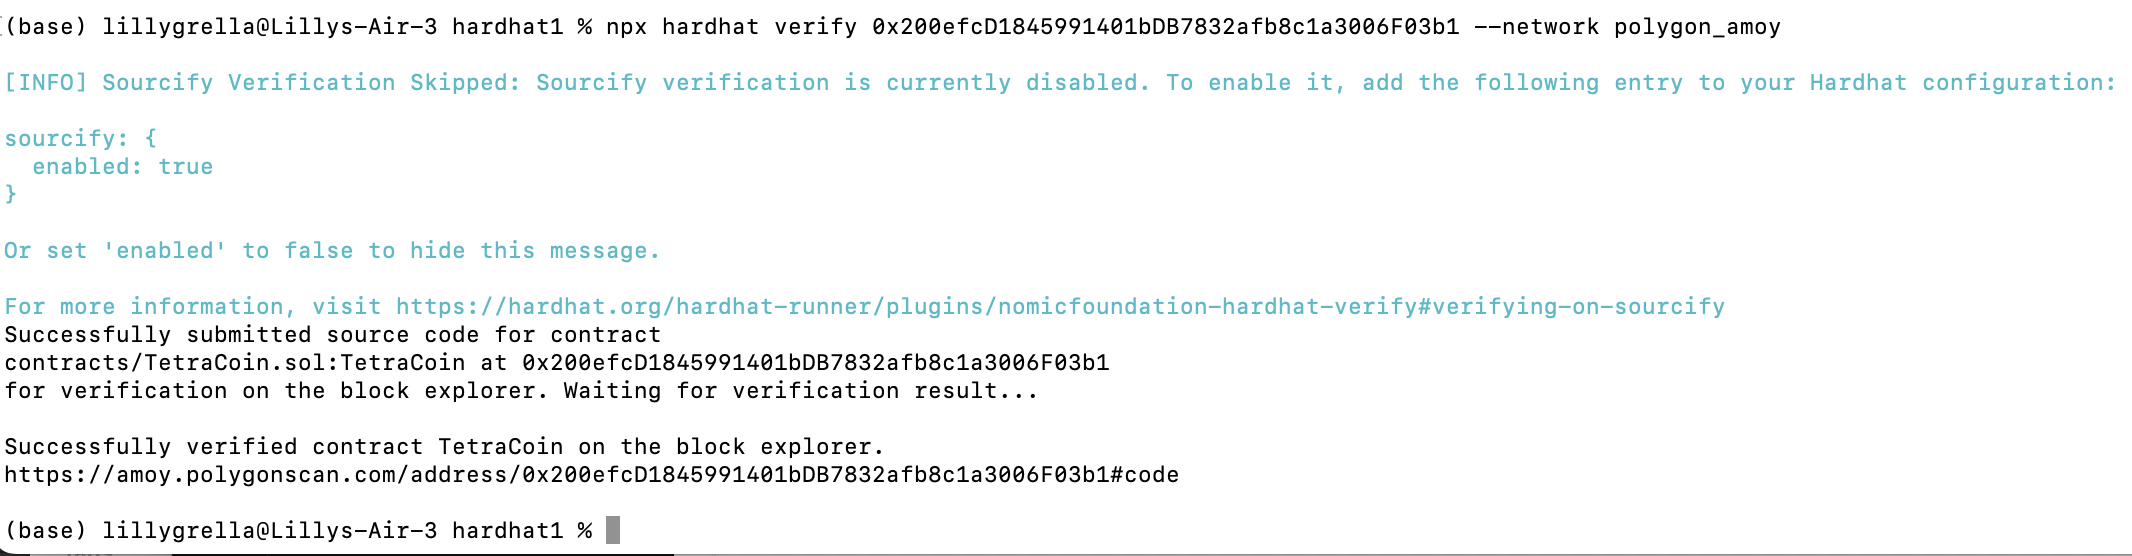 (base) lillygrella@Lillys-Air-3 hardhat1 % npx hardhat verify 0x200efcD1845991401bDB7832afb8c1a3006F03b1 --network polygon_amoy
[INFO] Sourcify Verification Skipped: Sourcify verification is currently disabled. To enable it, add the following entry to your Hardhat configuration:
sourcify: {
  enabled: true
}
Or set 'enabled' to false to hide this message.
For more information, visit https://hardhat.org/hardhat-runner/plugins/nomicfoundation-hardhat-verify#verifying-on-sourcify
Successfully submitted source code for contract
contracts/TetraCoin.sol:TetraCoin at 0x200efcD1845991401bDB7832afb8c1a3006F03b1
for verification on the block explorer. Waiting for verification result...
Successfully verified contract TetraCoin on the block explorer.
https://amoy.polygonscan.com/address/0x200efcD1845991401bDB7832afb8c1a3006F03b1#code
(base) lillygrella@Lillys-Air-3 hardhat1 %